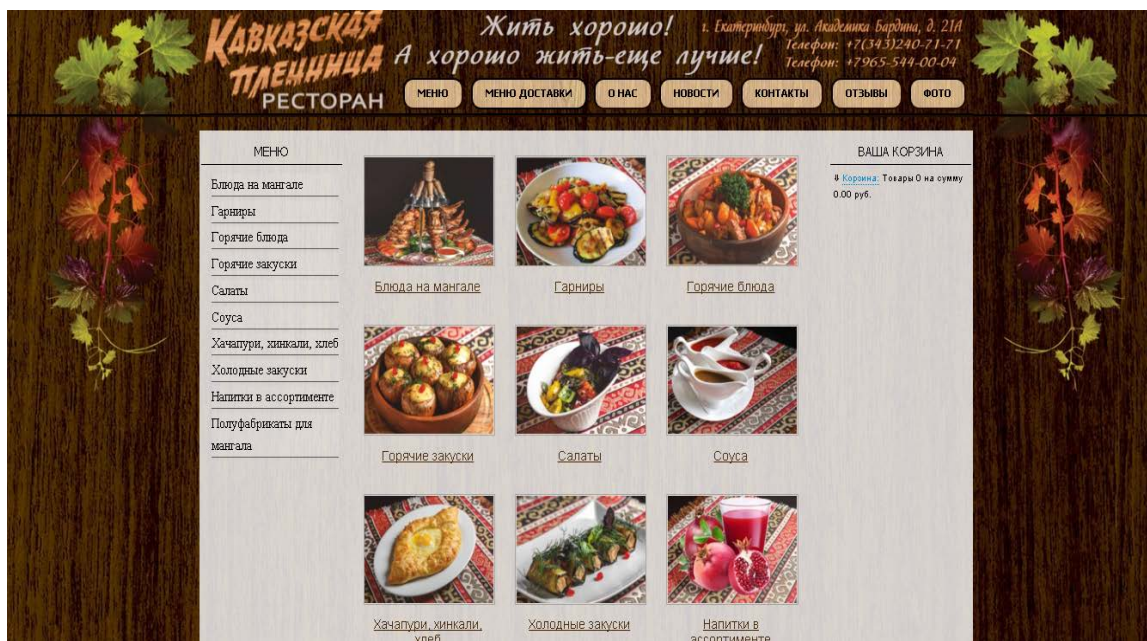 КАВКАЗСКАЯ
ПЛЕННИЦА
РЕСТОРАН
Жить хорошо!
А хорошо жить-еще лучше!
г. Екатеринбург, ул. Академика Бардина, д. 21А
Телефон: +7(343)240-71-71
Телефон: +7965-544-00-04
МЕНЮ
МЕНЮ ДОСТАВКИ
О НАС
НОВОСТИ
КОНТАКТЫ
ОТЗЫВЫ
ФОТО
МЕНЮ
Блюда на мангале
Гарниры
Горячие блюда
Горячие закуски
Салаты
Соуса
Хачапури, хинкали, хлеб
Холодные закуски
Напитки в ассортименте
Полуфабрикаты для
мангала
Блюда на мангале
Гарниры
Горячие блюда
Горячие закуски
Салаты
Соуса
Хачапури, хинкали,
хлеб
Холодные закуски
Напитки в
ассортименте
ВАША КОРЗИНА
Корзина: Товары 0 на сумму
0.00 руб.